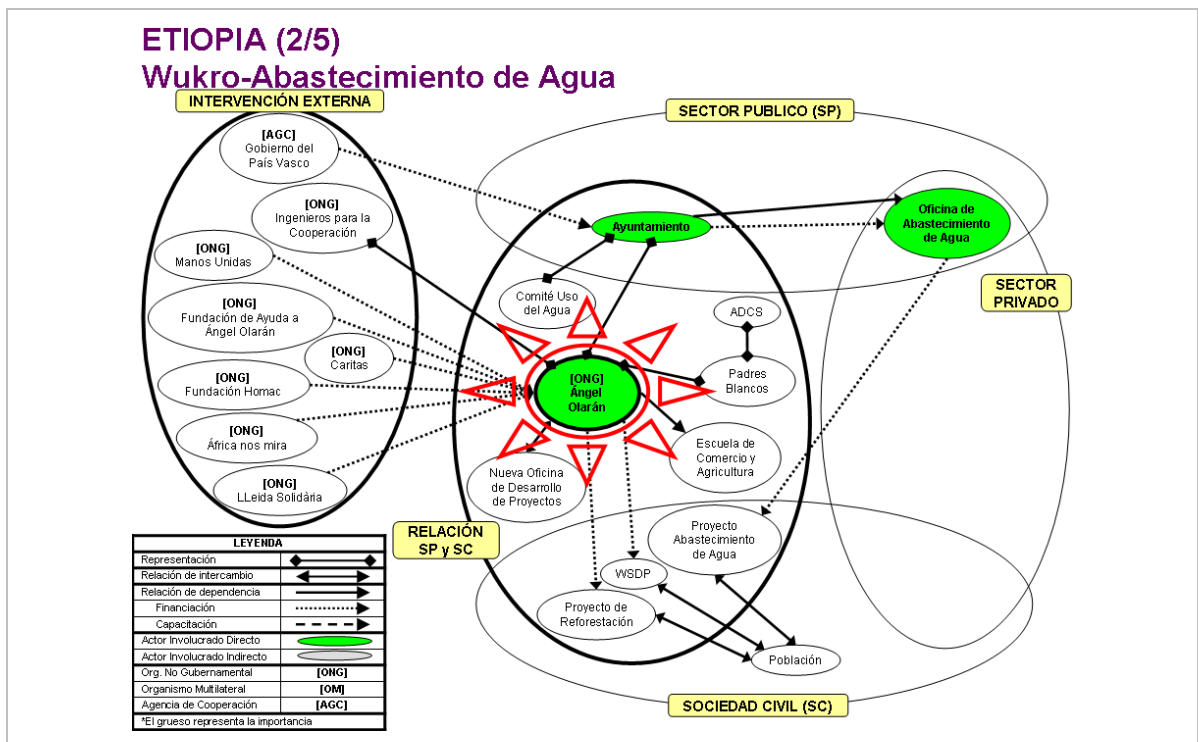 ETIOPIA (2/5)
Wukro-Abastecimiento de Agua
INTERVENCIÓN EXTERNA
[AGC]
Gobierno del
País Vasco
[ONG]
Ingenieros para la
Cooperación
[ONG]
Manos Unidas
[ONG]
Fundación de Ayuda a
Ángel Olarán
[ONG]
Caritas
[ONG]
Fundación Homac
[ONG]
África nos mira
[ONG]
LLeida Solidària
SECTOR PUBLICO (SP)
Ayuntamiento
Oficina de
Abastecimiento
de Agua
SECTOR
PRIVADO
Comité Uso
del Agua
ADCS
Padres
Blancos
[ONG]
Ángel
Olarán
Escuela de
Comercio y
Agricultura
Nueva Oficina
de Desarrollo
de Proyectos
RELACIÓN
SP y SC
Proyecto
Abastecimiento
de Agua
WSDP
Proyecto de
Reforestación
Población
SOCIEDAD CIVIL (SC)
LEYENDA
Representación
Relación de intercambio
Relación de dependencia
Financiación
Capacitación
Actor Involucrado Directo
Actor Involucrado Indirecto
Org. No Gubernamental [ONG]
Organismo Multilateral [OM]
Agencia de Cooperación [AGC]
*El grueso representa la importancia